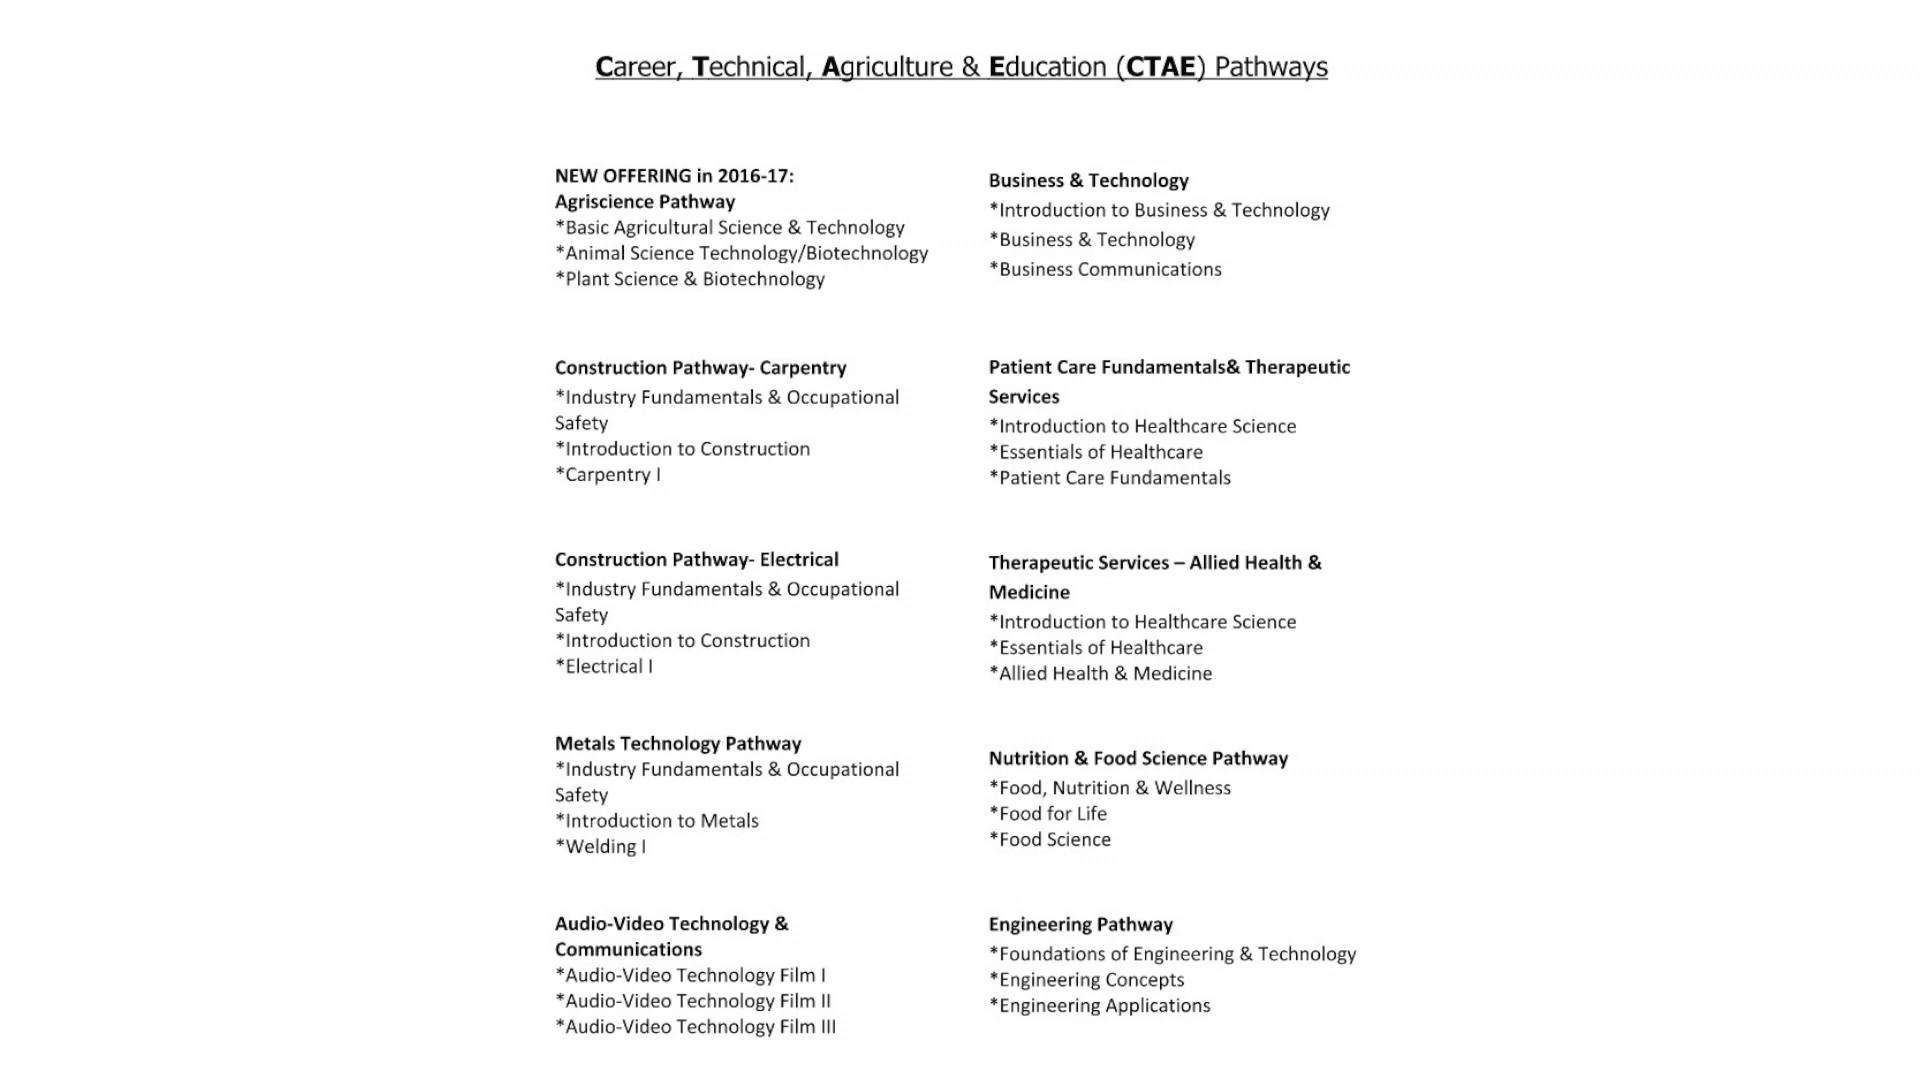 Career, Technical, Agriculture & Education (CTAE) Pathways
NEW OFFERING in 2016-17:
Agriscience Pathway
*Basic Agricultural Science & Technology
*Animal Science Technology/Biotechnology
*Plant Science & Biotechnology
Construction Pathway- Carpentry
*Industry Fundamentals & Occupational
Safety
*Introduction to Construction
*Carpentry I
Construction Pathway- Electrical
*Industry Fundamentals & Occupational
Safety
*Introduction to Construction
*Electrical I
Metals Technology Pathway
*Industry Fundamentals & Occupational
Safety
*Introduction to Metals
*Welding I
Audio-Video Technology &
Communications
*Audio-Video Technology Film I
*Audio-Video Technology Film II
*Audio-Video Technology Film III
Business & Technology
*Introduction to Business & Technology
*Business & Technology
*Business Communications
Patient Care Fundamentals& Therapeutic
Services
*Introduction to Healthcare Science
*Essentials of Healthcare
*Patient Care Fundamentals
Therapeutic Services – Allied Health &
Medicine
*Introduction to Healthcare Science
*Essentials of Healthcare
*Allied Health & Medicine
Nutrition & Food Science Pathway
*Food, Nutrition & Wellness
*Food for Life
*Food Science
Engineering Pathway
*Foundations of Engineering & Technology
*Engineering Concepts
*Engineering Applications